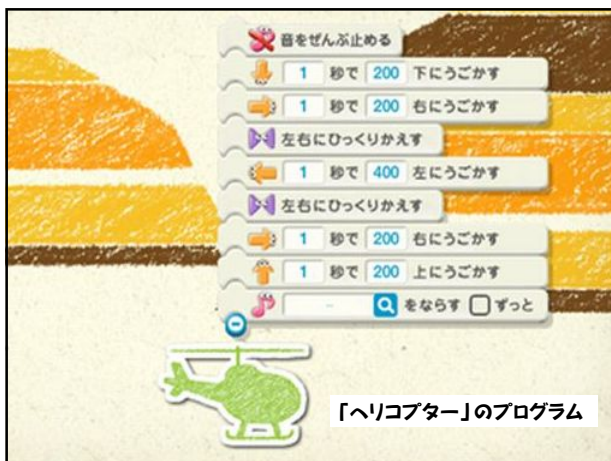 音をぜんぶ止める
1 秒で 200 下にうごかす
1 秒で 200 右にうごかす
左右にひっくりかえす
1 秒で 400 左にうごかす
左右にひっくりかえす
1 秒で 200 右にうごかす
1 秒で 200 上にうごかす
- をならす ずっと
「ヘリコプター」のプログラム